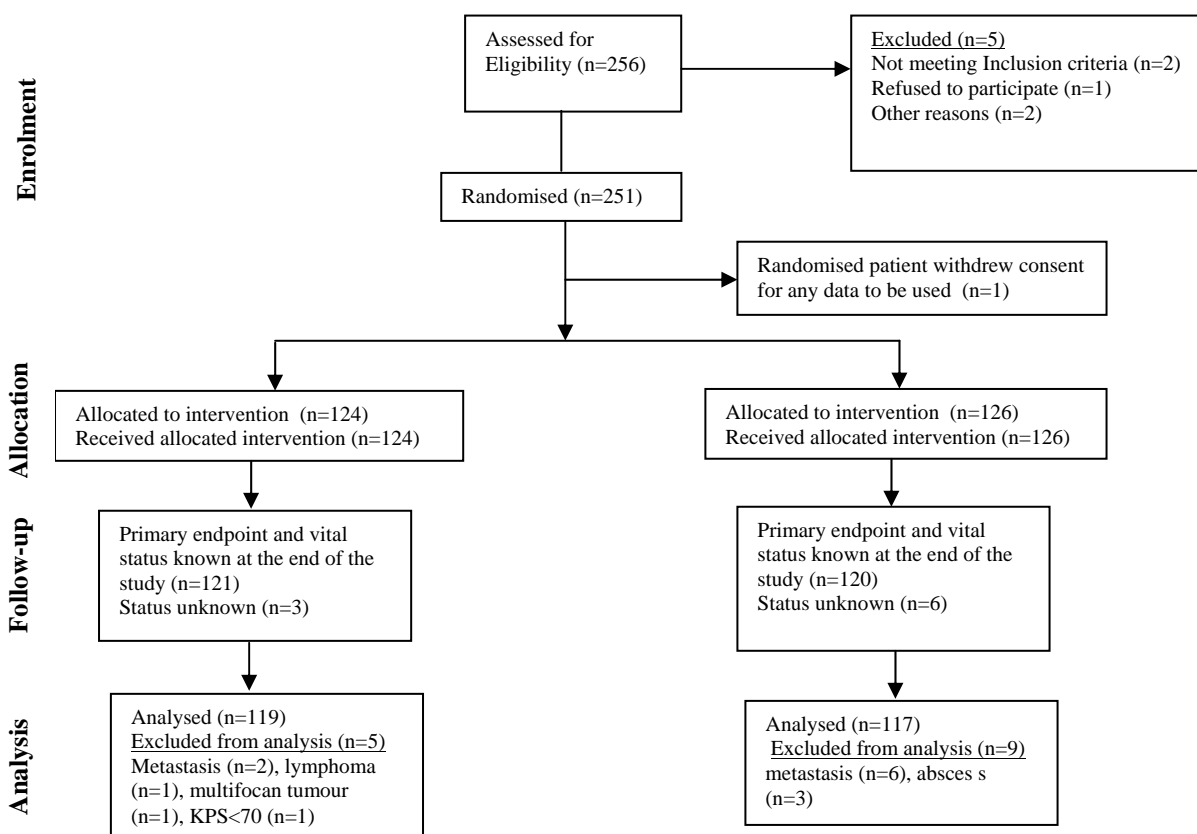 Enrolment
Assessed for
Eligibility (n=256)
Excluded (n=5)
Not meeting Inclusion criteria (n=2)
Refused to participate (n=1)
Other reasons (n=2)
Randomised (n=251)
Randomised patient withdrew consent
for any data to be used (n=1)
Allocation
Allocated to intervention (n=124)
Received allocated intervention (n=124)
Allocated to intervention (n=126)
Received allocated intervention (n=126)
Follow-up
Primary endpoint and vital
status known at the end of the
study (n=121)
Status unknown (n=3)
Primary endpoint and vital
status known at the end of the
study (n=120)
Status unknown (n=6)
Analysis
Analysed (n=119)
Excluded from analysis (n=5)
Metastasis (n=2), lymphoma
(n=1), multifocan tumour
(n=1), KPS<70 (n=1)
Analysed (n=117)
Excluded from analysis (n=9)
metastasis (n=6), absces s
(n=3)